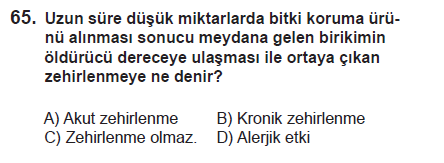 65. Uzun süre düşük miktarlarda bitki koruma ürü-
nü alınması sonucu meydana gelen birikimin
öldürücü dereceye ulaşması ile ortaya çıkan
zehirlenmeye ne denir?
A) Akut zehirlenme B) Kronik zehirlenme
C) Zehirlenme olmaz. D) Alerjik etki